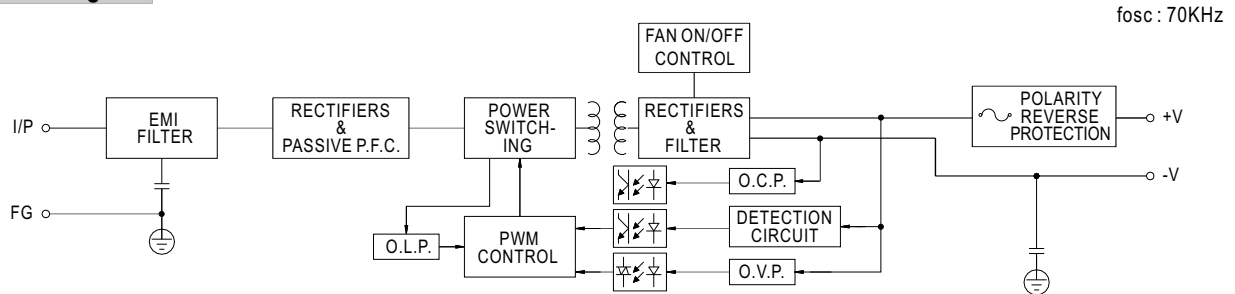 fosc : 70KHz
FAN ON/OFF
CONTROL
I/P
EMI
FILTER
RECTIFIERS
&
PASSIVE P.F.C.
POWER
SWITCH-
ING
RECTIFIERS
&
FILTER
POLARITY
REVERSE
PROTECTION
+V
-V
O.C.P.
FG
O.L.P.
PWM
CONTROL
DETECTION
CIRCUIT
O.V.P.